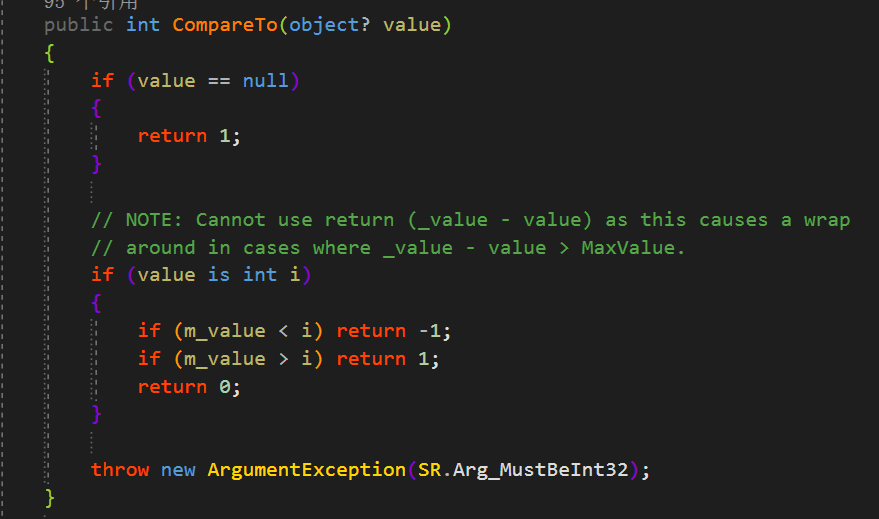 95 个引用
public int CompareTo(object? value)
{
if (value == null)
{
return 1;
}
// NOTE: Cannot use return (_value - value) as this causes a wrap
// around in cases where _value - value > MaxValue.
if (value is int i)
{
if (m_value < i) return -1;
if (m_value > i) return 1;
return 0;
}
throw new ArgumentException(SR.Arg_MustBeInt32);
}